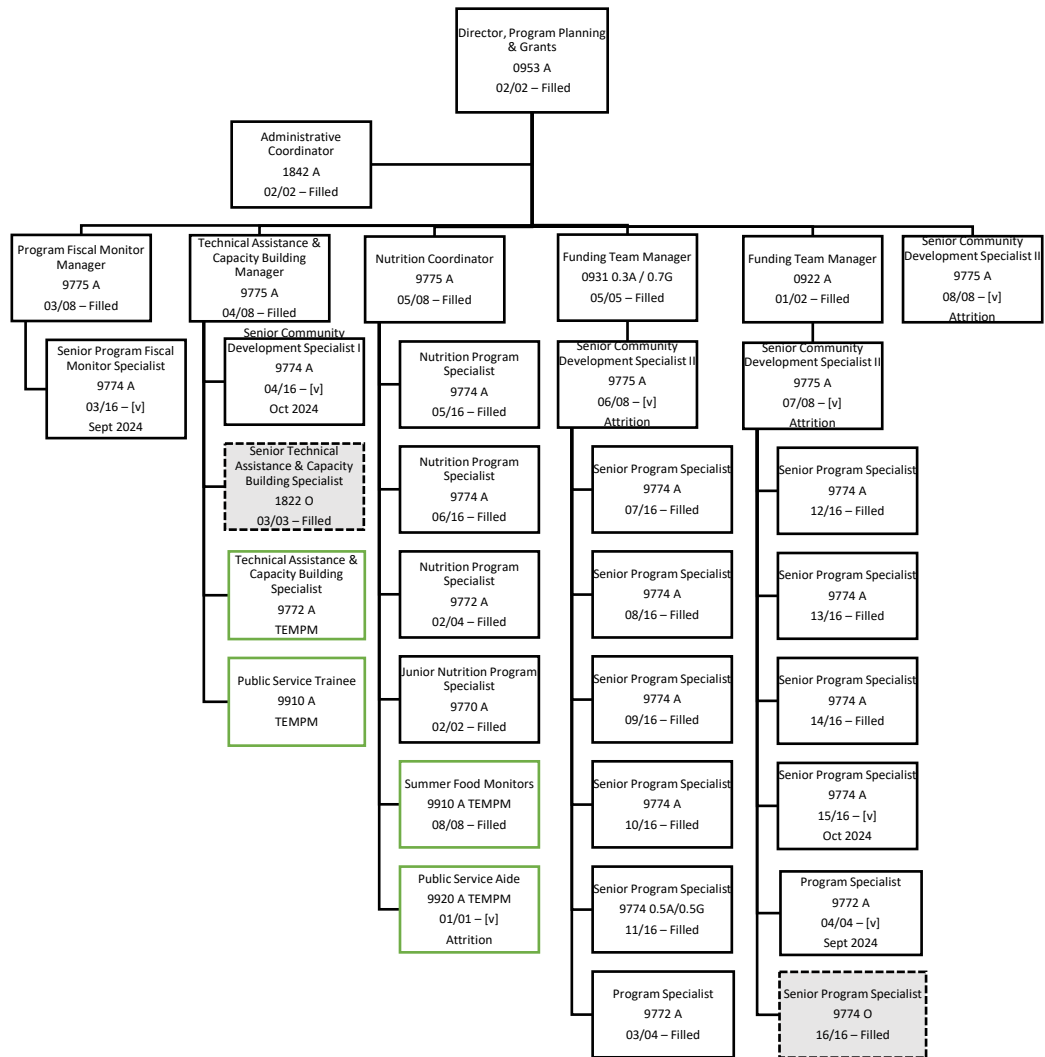 Director, Program Planning
& Grants
0953 A
02/02 – Filled
Administrative
Coordinator
1842 A
02/02 – Filled
Program Fiscal Monitor
Manager
9775 A
03/08 – Filled
Senior Program Fiscal
Monitor Specialist
9774 A
03/16 – [v]
Sept 2024
Technical Assistance &
Capacity Building
Manager
9775 A
04/08 – Filled
Senior Community
Development Specialist I
9774 A
04/16 – [v]
Oct 2024
Senior Technical
Assistance & Capacity
Building Specialist
1822 O
03/03 – Filled
Technical Assistance &
Capacity Building
Specialist
9772 A
TEMPM
Public Service Trainee
9910 A
TEMPM
Nutrition Coordinator
9775 A
05/08 – Filled
Nutrition Program
Specialist
9774 A
05/16 – Filled
Nutrition Program
Specialist
9774 A
06/16 – Filled
Nutrition Program
Specialist
9772 A
02/04 – Filled
Junior Nutrition Program
Specialist
9770 A
02/02 – Filled
Summer Food Monitors
9910 A TEMPM
08/08 – Filled
Public Service Aide
9920 A TEMPM
01/01 – [v]
Attrition
Funding Team Manager
0931 0.3A / 0.7G
05/05 – Filled
Senior Community
Development Specialist II
9775 A
06/08 – [v]
Attrition
Senior Program Specialist
9774 A
07/16 – Filled
Senior Program Specialist
9774 A
08/16 – Filled
Senior Program Specialist
9774 A
09/16 – Filled
Senior Program Specialist
9774 A
10/16 – Filled
Senior Program Specialist
9774 0.5A/0.5G
11/16 – Filled
Program Specialist
9772 A
03/04 – Filled
Funding Team Manager
0922 A
01/02 – Filled
Senior Community
Development Specialist II
9775 A
07/08 – [v]
Attrition
Senior Program Specialist
9774 A
12/16 – Filled
Senior Program Specialist
9774 A
13/16 – Filled
Senior Program Specialist
9774 A
14/16 – Filled
Senior Program Specialist
9774 A
15/16 – [v]
Oct 2024
Program Specialist
9772 A
04/04 – [v]
Sept 2024
Senior Program Specialist
9774 O
16/16 – Filled
Senior Community
Development Specialist II
9775 A
08/08 – [v]
Attrition